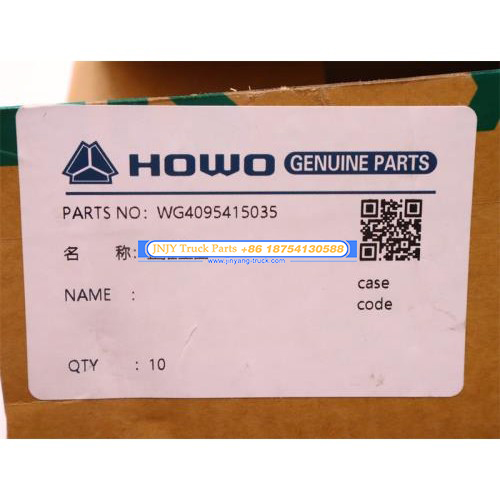 HOWO GENUINE PARTS
PARTS NO: WG4095415035
名 称:
JNJY Truck Parts +86 18754130588
www.jinyang-truck.com
NAME :
case
code
QTY : 10